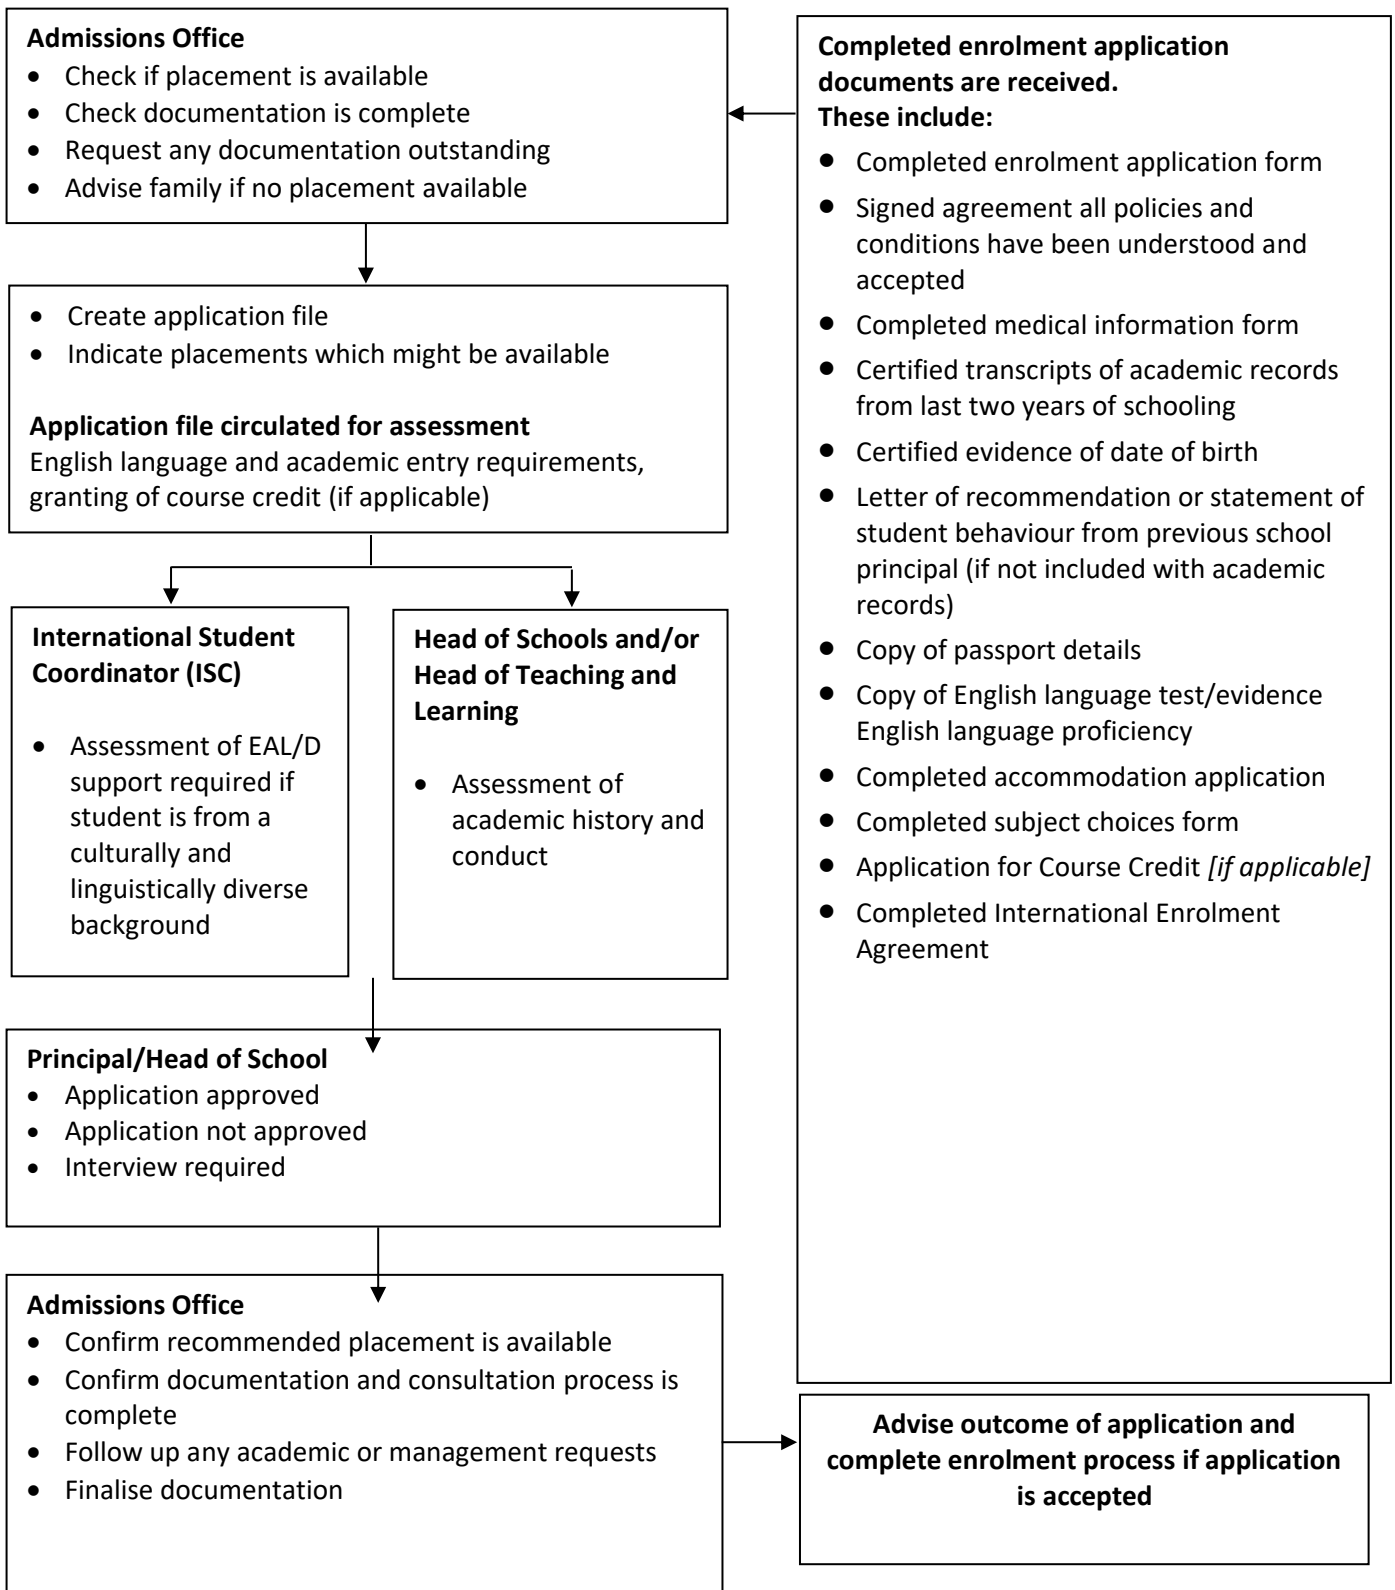 Completed enrolment application
documents are received.
These include:
• Completed enrolment application form
• Signed agreement all policies and
conditions have been understood and
accepted
• Completed medical information form
• Certified transcripts of academic records
from last two years of schooling
• Certified evidence of date of birth
• Letter of recommendation or statement of
student behaviour from previous school
principal (if not included with academic
records)
• Copy of passport details
• Copy of English language test/evidence
English language proficiency
• Completed accommodation application
• Completed subject choices form
• Application for Course Credit [if applicable]
• Completed International Enrolment
Agreement
Admissions Office
• Check if placement is available
• Check documentation is complete
• Request any documentation outstanding
• Advise family if no placement available
• Create application file
• Indicate placements which might be available
Application file circulated for assessment
English language and academic entry requirements,
granting of course credit (if applicable)
International Student
Coordinator (ISC)
• Assessment of EAL/D
support required if
student is from a
culturally and
linguistically diverse
background
Head of Schools and/or
Head of Teaching and
Learning
• Assessment of
academic history and
conduct
Principal/Head of School
• Application approved
• Application not approved
• Interview required
Admissions Office
• Confirm recommended placement is available
• Confirm documentation and consultation process is
complete
• Follow up any academic or management requests
• Finalise documentation
Advise outcome of application and
complete enrolment process if application
is accepted